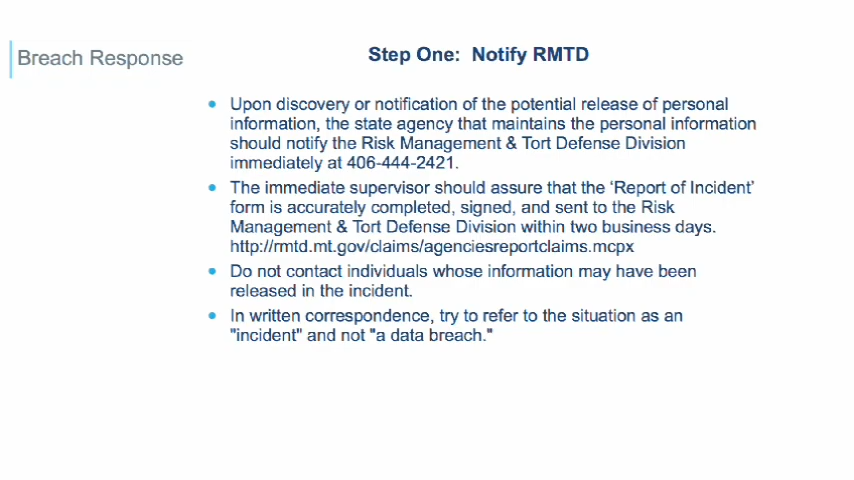 Breach Response
Step One:  Notify RMTD
Upon discovery or notification of the potential release of personal
information, the state agency that maintains the personal information
should notify the Risk Management & Tort Defense Division
immediately at 406-444-2421.
The immediate supervisor should assure that the ‘Report of Incident’
form is accurately completed, signed, and sent to the Risk
Management & Tort Defense Division within two business days.
http://rmtd.mt.gov/claims/agenciesreportclaims.mcpx
Do not contact individuals whose information may have been
released in the incident.
In written correspondence, try to refer to the situation as an
"incident" and not "a data breach."